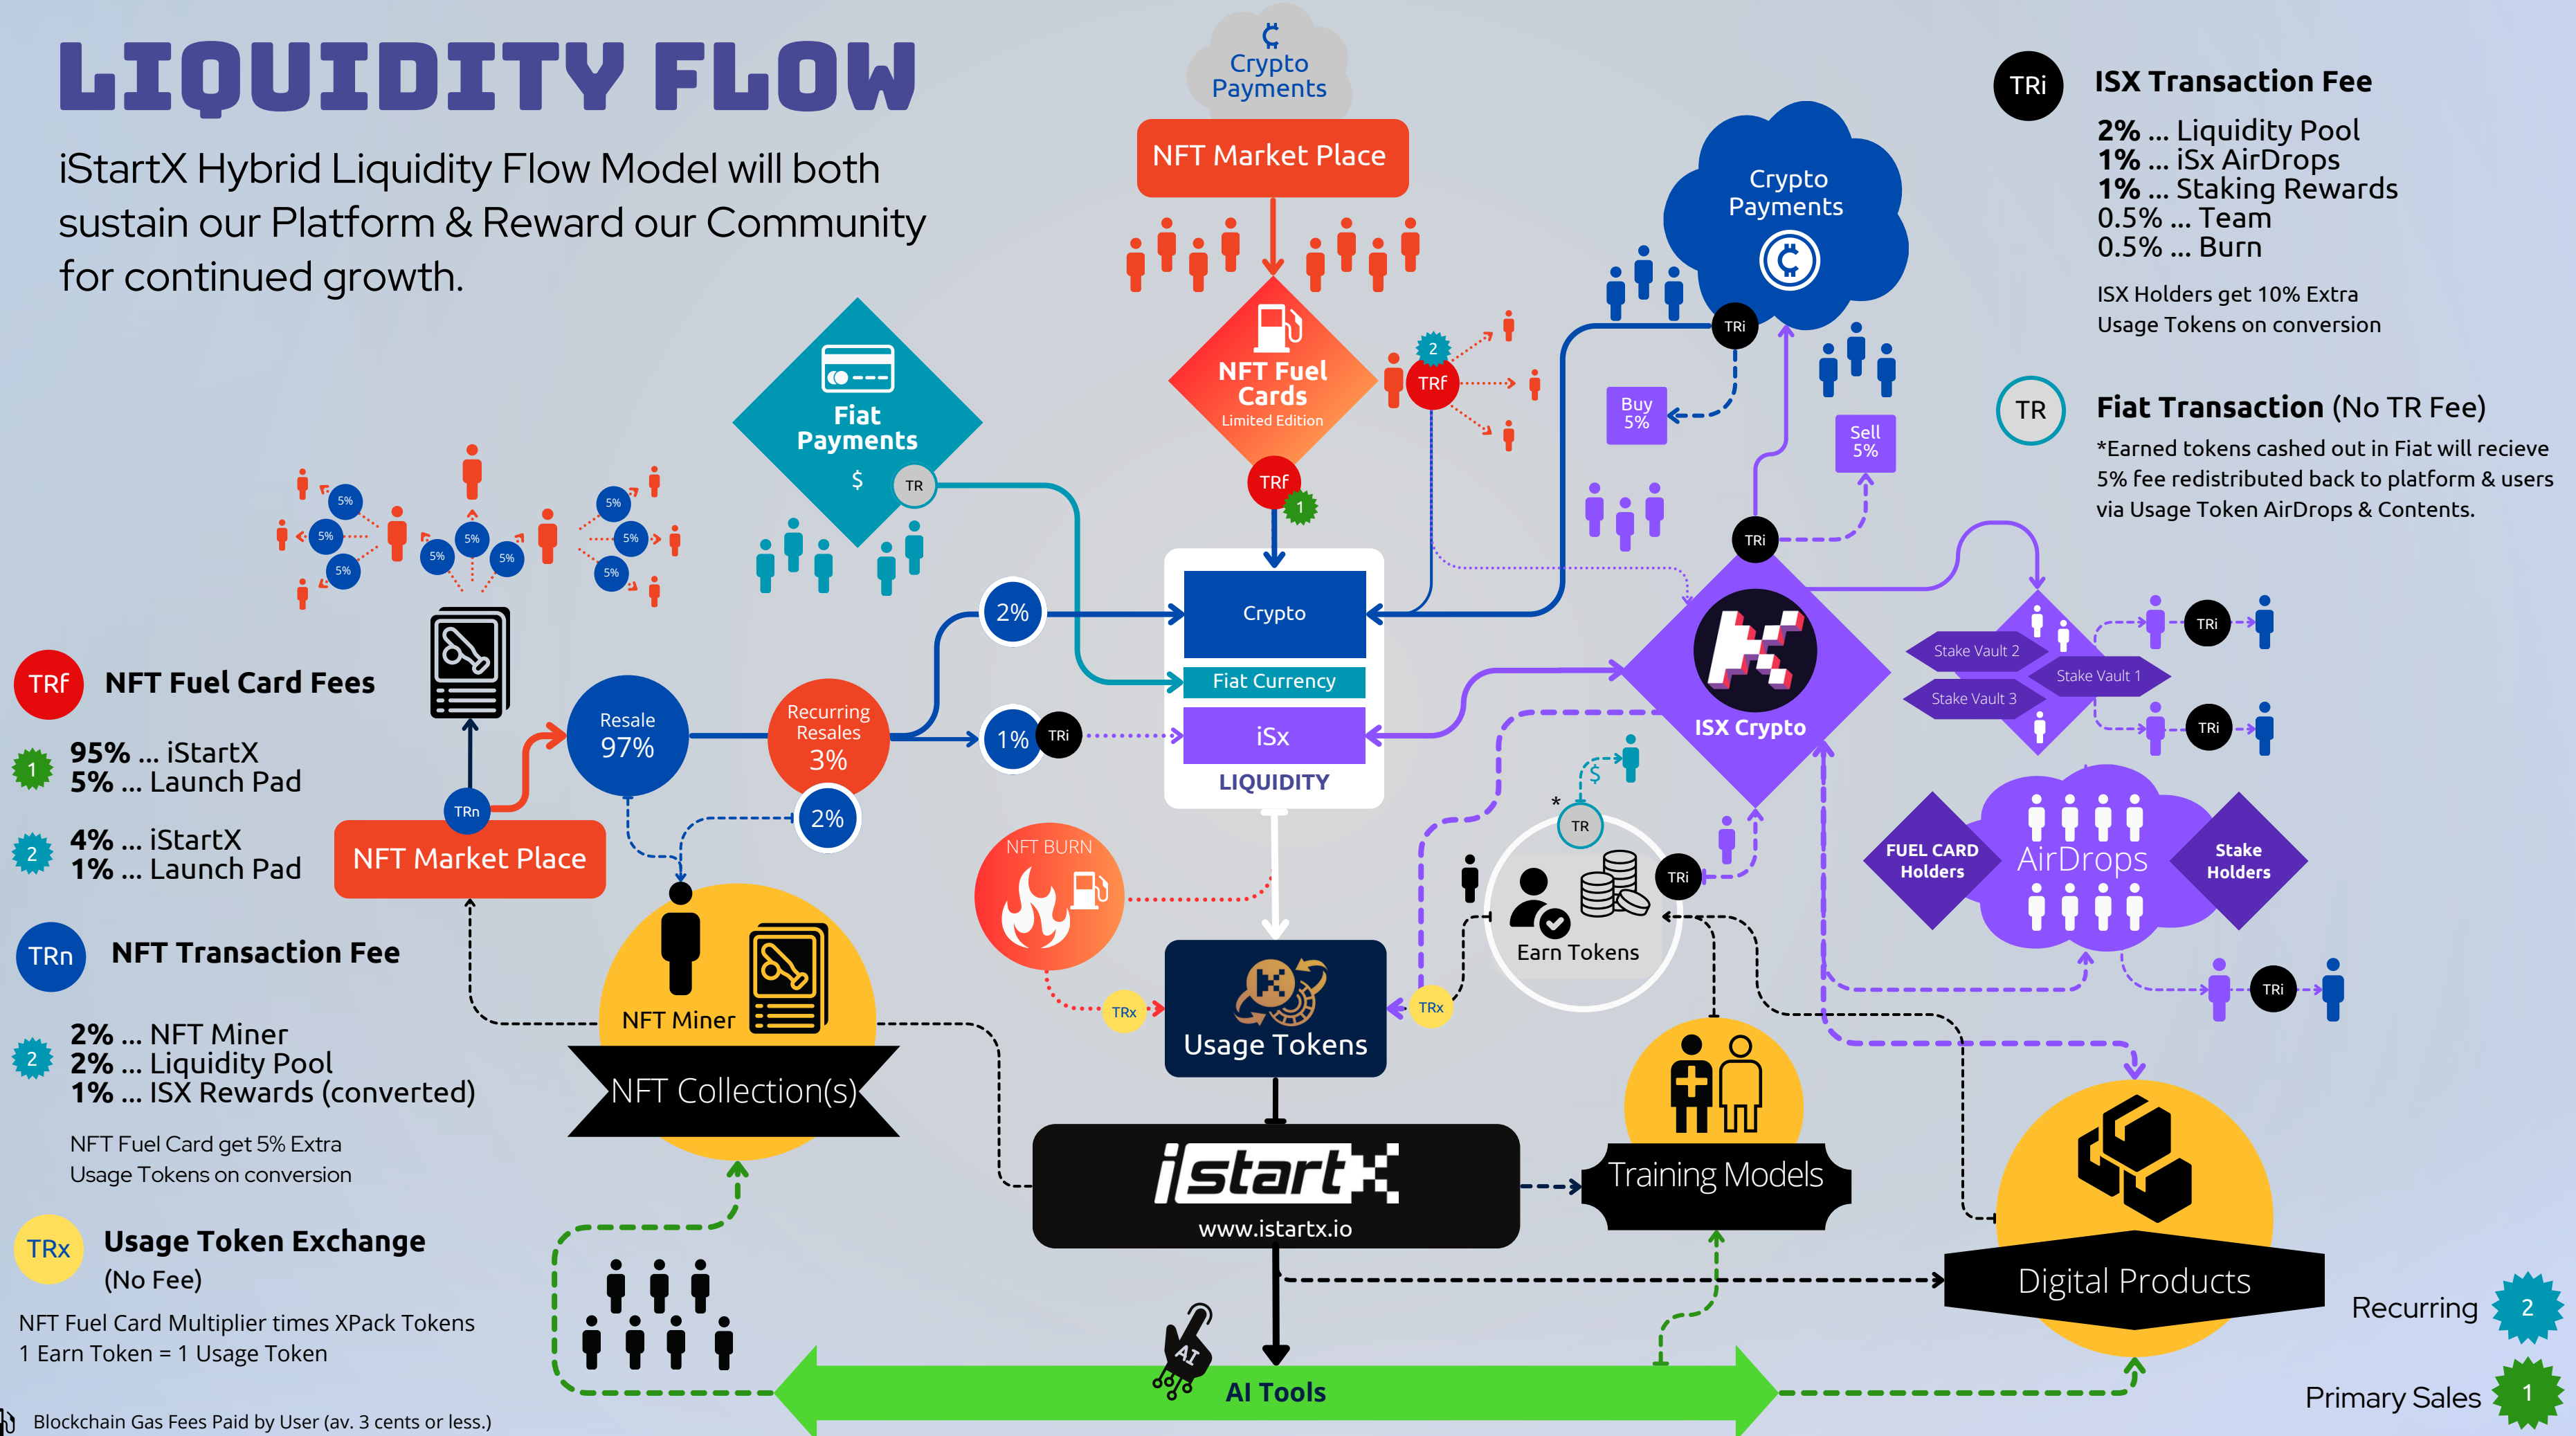 LIQUIDITY FLOW
iStartX Hybrid Liquidity Flow Model will both
sustain our Platform & Reward our Community
for continued growth.
Crypto
Payments
NFT Market Place
NFT Fuel
Cards
Limited Edition
TRf
1
2
TRf
Fiat
Payments
$
TR
Crypto
Payments
TRi
Buy
5%
Sell
5%
TRi
TRi
ISX Transaction Fee
2% ... Liquidity Pool
1% ... iSx AirDrops
1% ... Staking Rewards
0.5% ... Team
0.5% ... Burn
ISX Holders get 10% Extra
Usage Tokens on conversion
TR
Fiat Transaction (No TR Fee)
*Earned tokens cashed out in Fiat will recieve
5% fee redistributed back to platform & users
via Usage Token AirDrops & Contents.
5%
5%
5%
5%
5%
5%
5%
5%
5%
TRf
NFT Fuel Card Fees
1
95% ... iStartX
5% ... Launch Pad
2
4% ... iStartX
1% ... Launch Pad
TRn
NFT Transaction Fee
2
2% ... NFT Miner
2% ... Liquidity Pool
1% ... ISX Rewards (converted)
NFT Fuel Card get 5% Extra
Usage Tokens on conversion
TRx
Usage Token Exchange
(No Fee)
NFT Fuel Card Multiplier times XPack Tokens
1 Earn Token = 1 Usage Token
Blockchain Gas Fees Paid by User (av. 3 cents or less.)
TRn
NFT Market Place
Resale
97%
Recurring
Resales
3%
2%
2%
1%
TRi
Crypto
Fiat Currency
iSx
LIQUIDITY
ISX Crypto
Stake Vault 2
Stake Vault 1
Stake Vault 3
TRi
TRi
FUEL CARD
Holders
AirDrops
Stake
Holders
TRi
NFT BURN
TRx
Usage Tokens
TRx
$
*
TR
TRi
Earn Tokens
NFT Miner
NFT Collection(s)
istartX
www.istartx.io
Training Models
Digital Products
AI
AI Tools
Recurring
2
Primary Sales
1